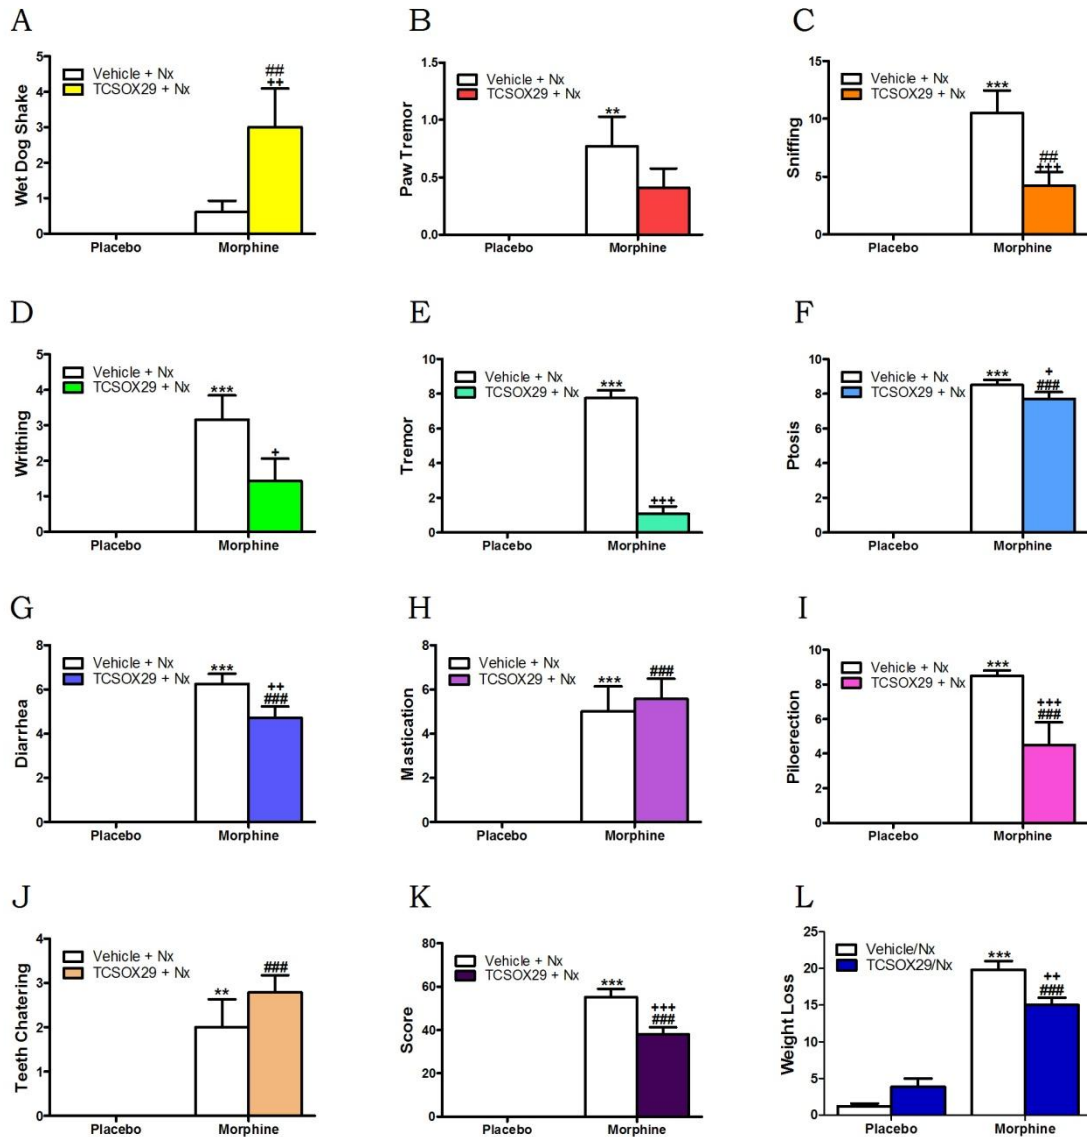 A
Wet Dog Shake
5
4
3
2
1
0
Vehicle + Nx
TCSOX29 + Nx
##
++
Placebo
Morphine
B
Paw Tremor
1.5
1.0
0.5
0.0
Vehicle + Nx
TCSOX29 + Nx
**
Placebo
Morphine
C
Sniffing
15
10
5
0
Vehicle + Nx
TCSOX29 + Nx
***
##
+++
Placebo
Morphine
D
Writhing
5
4
3
2
1
0
Vehicle + Nx
TCSOX29 + Nx
***
+
Placebo
Morphine
E
Tremor
10
8
6
4
2
0
Vehicle + Nx
TCSOX29 + Nx
***
+++
Placebo
Morphine
F
Ptosis
10
8
6
4
2
0
Vehicle + Nx
TCSOX29 + Nx
***
+
###
Placebo
Morphine
G
Diarrhea
8
6
4
2
0
Vehicle + Nx
TCSOX29 + Nx
***
++
###
Placebo
Morphine
H
Mastication
8
6
4
2
0
Vehicle + Nx
TCSOX29 + Nx
***
###
Placebo
Morphine
I
Piloerection
10
8
6
4
2
0
Vehicle + Nx
TCSOX29 + Nx
***
+++
###
Placebo
Morphine
J
Teeth Chatering
4
3
2
1
0
Vehicle + Nx
TCSOX29 + Nx
**
###
Placebo
Morphine
K
Score
80
60
40
20
0
Vehicle + Nx
TCSOX29 + Nx
***
+++
###
Placebo
Morphine
L
Weight Loss
25
20
15
10
5
0
Vehicle/Nx
TCSOX29/Nx
***
++
###
Placebo
Morphine